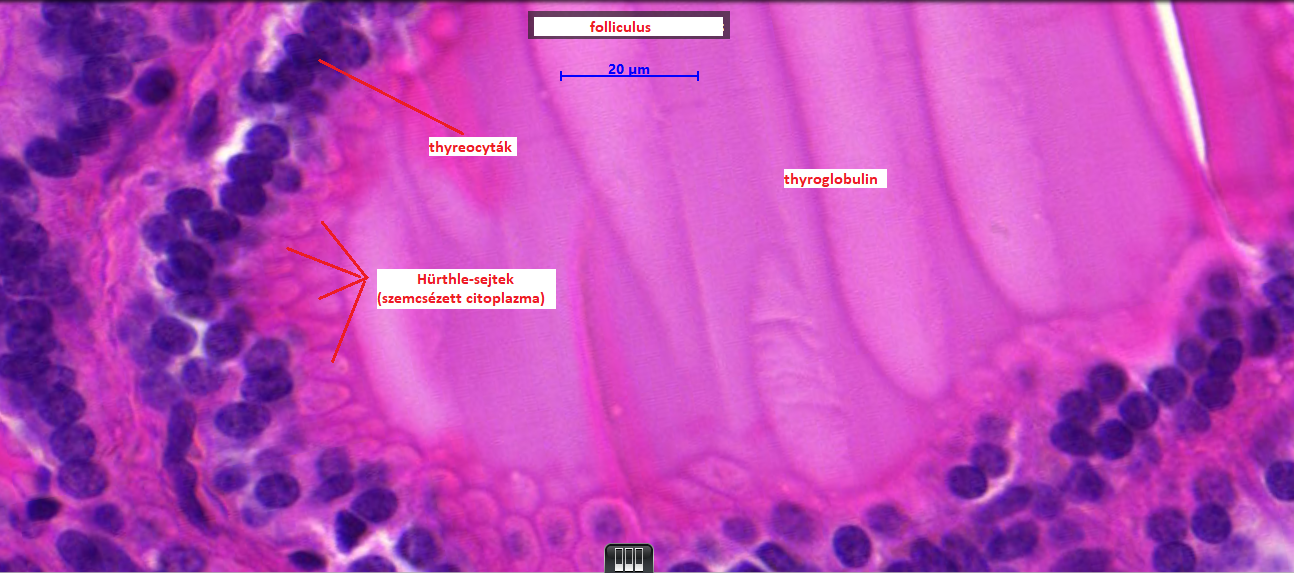 folliculus
20 µm
thyreocyták
thyroglobulin
Hürthle-sejtek
(szemcsézett citoplazma)